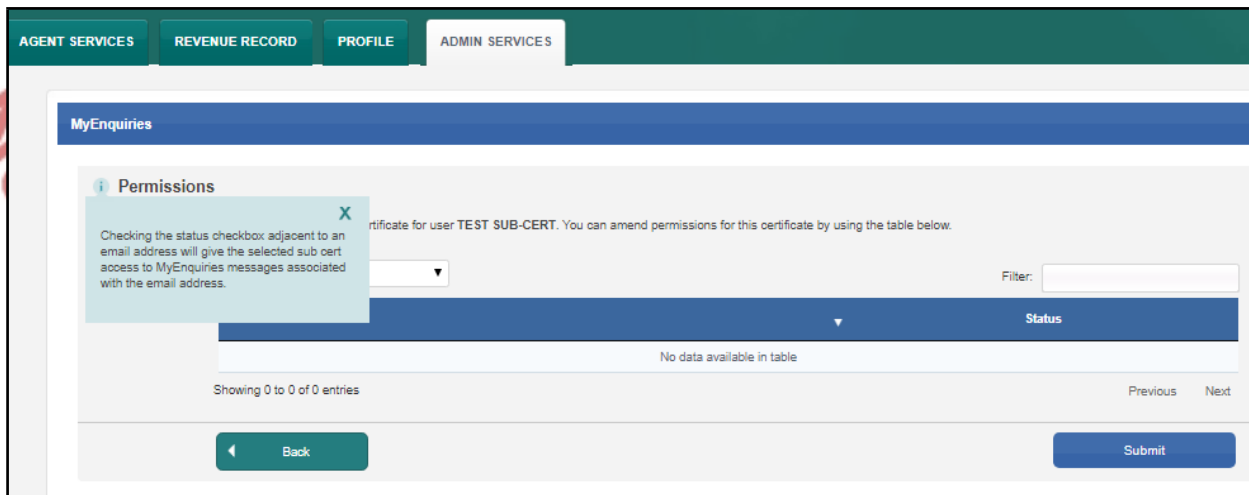 AGENT SERVICES REVENUE RECORD PROFILE ADMIN SERVICES
MyEnquiries
i Permissions
X
Checking the status checkbox adjacent to an
email address will give the selected sub cert
access to MyEnquiries messages associated
with the email address.
for user TEST SUB-CERT. You can amend permissions for this certificate by using the table below.
Filter:
Status
No data available in table
Showing 0 to 0 of 0 entries
Previous Next
Back Submit